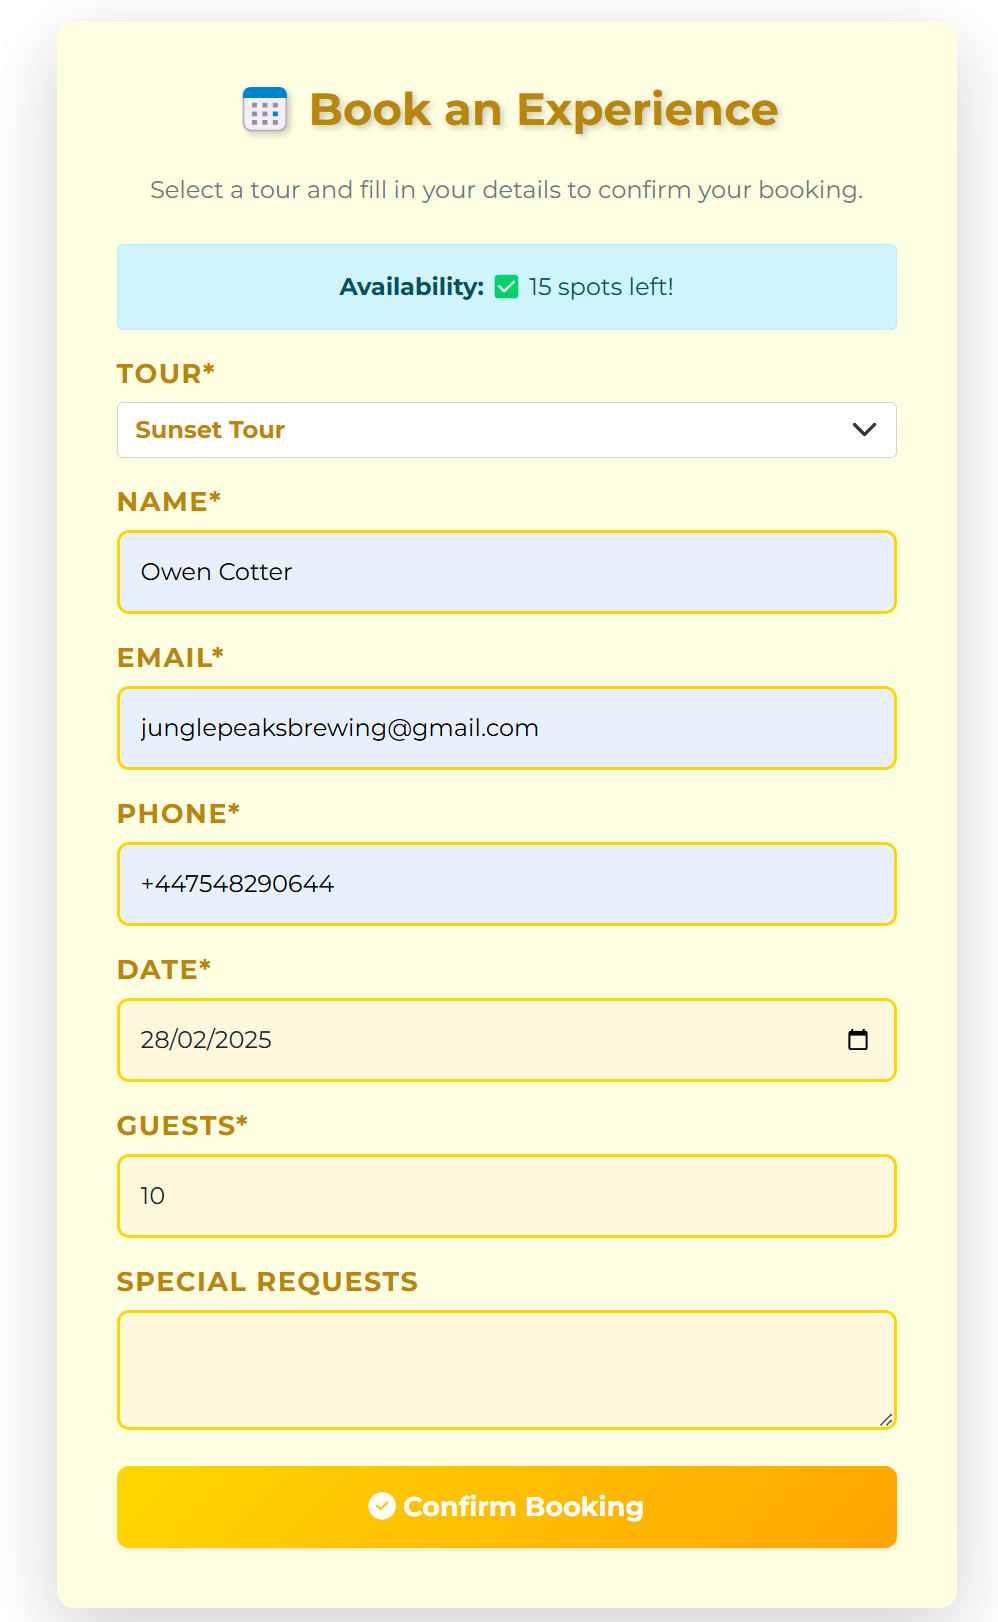 Book an Experience
Select a tour and fill in your details to confirm your booking.
Availability: ✅ 15 spots left!
TOUR*
Sunset Tour
NAME*
Owen Cotter
EMAIL*
junglepeaksbrewing@gmail.com
PHONE*
+447548290644
DATE*
28/02/2025
GUESTS*
10
SPECIAL REQUESTS
Confirm Booking